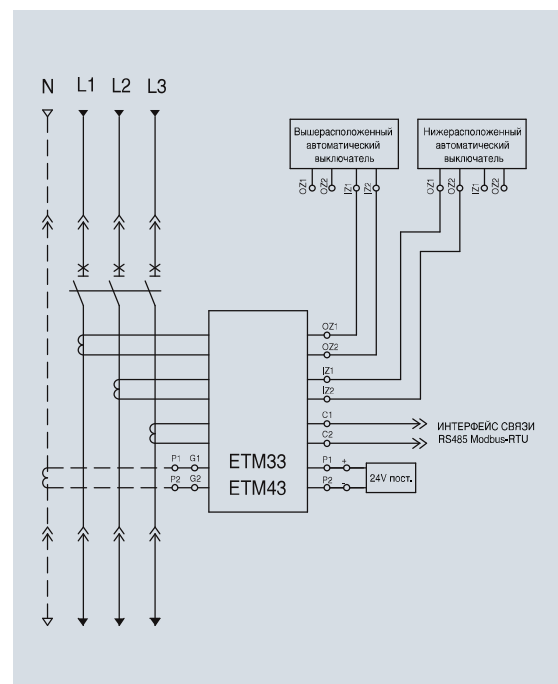 N L1 L2 L3
Вышерасположенный
автоматический
выключатель
Нижерасположенный
автоматический
выключатель
OZ1 OZ2 IZ1 IZ2
OZ1 OZ2 IZ1 OZ2
OZ1
OZ2
IZ1
IZ2
C1
C2
ИНТЕРФЕЙС СВЯЗИ
RS485 Modbus-RTU
P1 G1
P2 G2
ETM33
ETM43
P1 +
P2 -
24V пост.